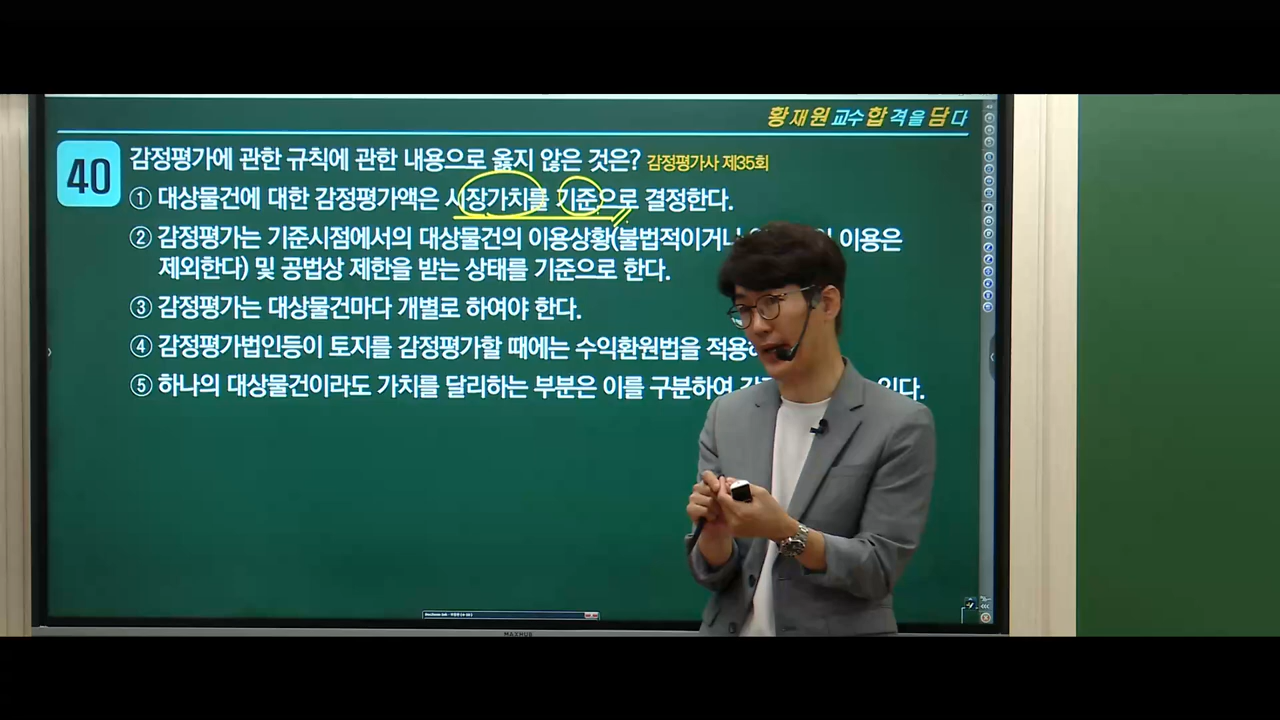 황재원 교수 합격을 담다
40
감정평가에 관한 규칙에 관한 내용으로 옳지 않은 것은? 감정평가사 제35회
① 대상물건에 대한 감정평가액은 시장가치를 기준으로 결정한다.
② 감정평가는 기준시점에서의 대상물건의 이용상황(불법적이거나 이용은
제외한다) 및 공법상 제한을 받는 상태를 기준으로 한다.
③ 감정평가는 대상물건마다 개별로 하여야 한다.
④ 감정평가법인등이 토지를 감정평가할 때에는 수익환원법을
⑤ 하나의 대상물건이라도 가치를 달리하는 부분은 이를 구분하여 있다.
MAXHUB